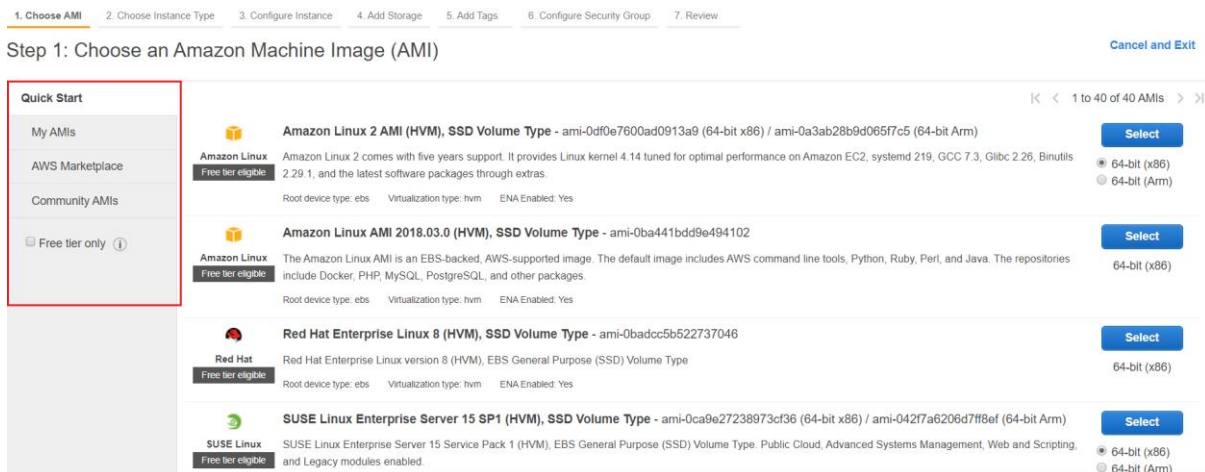 1. Choose AMI 2. Choose Instance Type 3. Configure Instance 4. Add Storage 5. Add Tags 6. Configure Security Group 7. Review
Step 1: Choose an Amazon Machine Image (AMI)
Cancel and Exit
Quick Start
My AMIs
AWS Marketplace
Community AMIs
Free tier only
1 to 40 of 40 AMIs
Amazon Linux
Free tier eligible
Amazon Linux 2 AMI (HVM), SSD Volume Type - ami-0df0e7600ad0913a9 (64-bit x86) / ami-0a3ab28b9d065f7c5 (64-bit Arm)
Amazon Linux 2 comes with five years support. It provides Linux kernel 4.14 tuned for optimal performance on Amazon EC2, systemd 219, GCC 7.3, Glibc 2.26, Binutils
2.29.1, and the latest software packages through extras.
Root device type: ebs Virtualization type: hvm ENA Enabled: Yes
Select
64-bit (x86)
64-bit (Arm)
Amazon Linux
Free tier eligible
Amazon Linux AMI 2018.03.0 (HVM), SSD Volume Type - ami-0ba441bdd9e494102
The Amazon Linux AMI is an EBS-backed, AWS-supported image. The default image includes AWS command line tools, Python, Ruby, Perl, and Java. The repositories
include Docker, PHP, MySQL, PostgreSQL, and other packages.
Root device type: ebs Virtualization type: hvm ENA Enabled: Yes
Select
64-bit (x86)
Red Hat
Free tier eligible
Red Hat Enterprise Linux 8 (HVM), SSD Volume Type - ami-0badcc5b522737046
Red Hat Enterprise Linux version 8 (HVM), EBS General Purpose (SSD) Volume Type
Root device type: ebs Virtualization type: hvm ENA Enabled: Yes
Select
64-bit (x86)
SUSE Linux
Free tier eligible
SUSE Linux Enterprise Server 15 SP1 (HVM), SSD Volume Type - ami-0ca9e27238973cf36 (64-bit x86) / ami-042f7a6206d7ff8ef (64-bit Arm)
SUSE Linux Enterprise Server 15 Service Pack 1 (HVM), EBS General Purpose (SSD) Volume Type. Public Cloud, Advanced Systems Management, Web and Scripting,
and Legacy modules enabled.
Select
64-bit (x86)
64-bit (Arm)